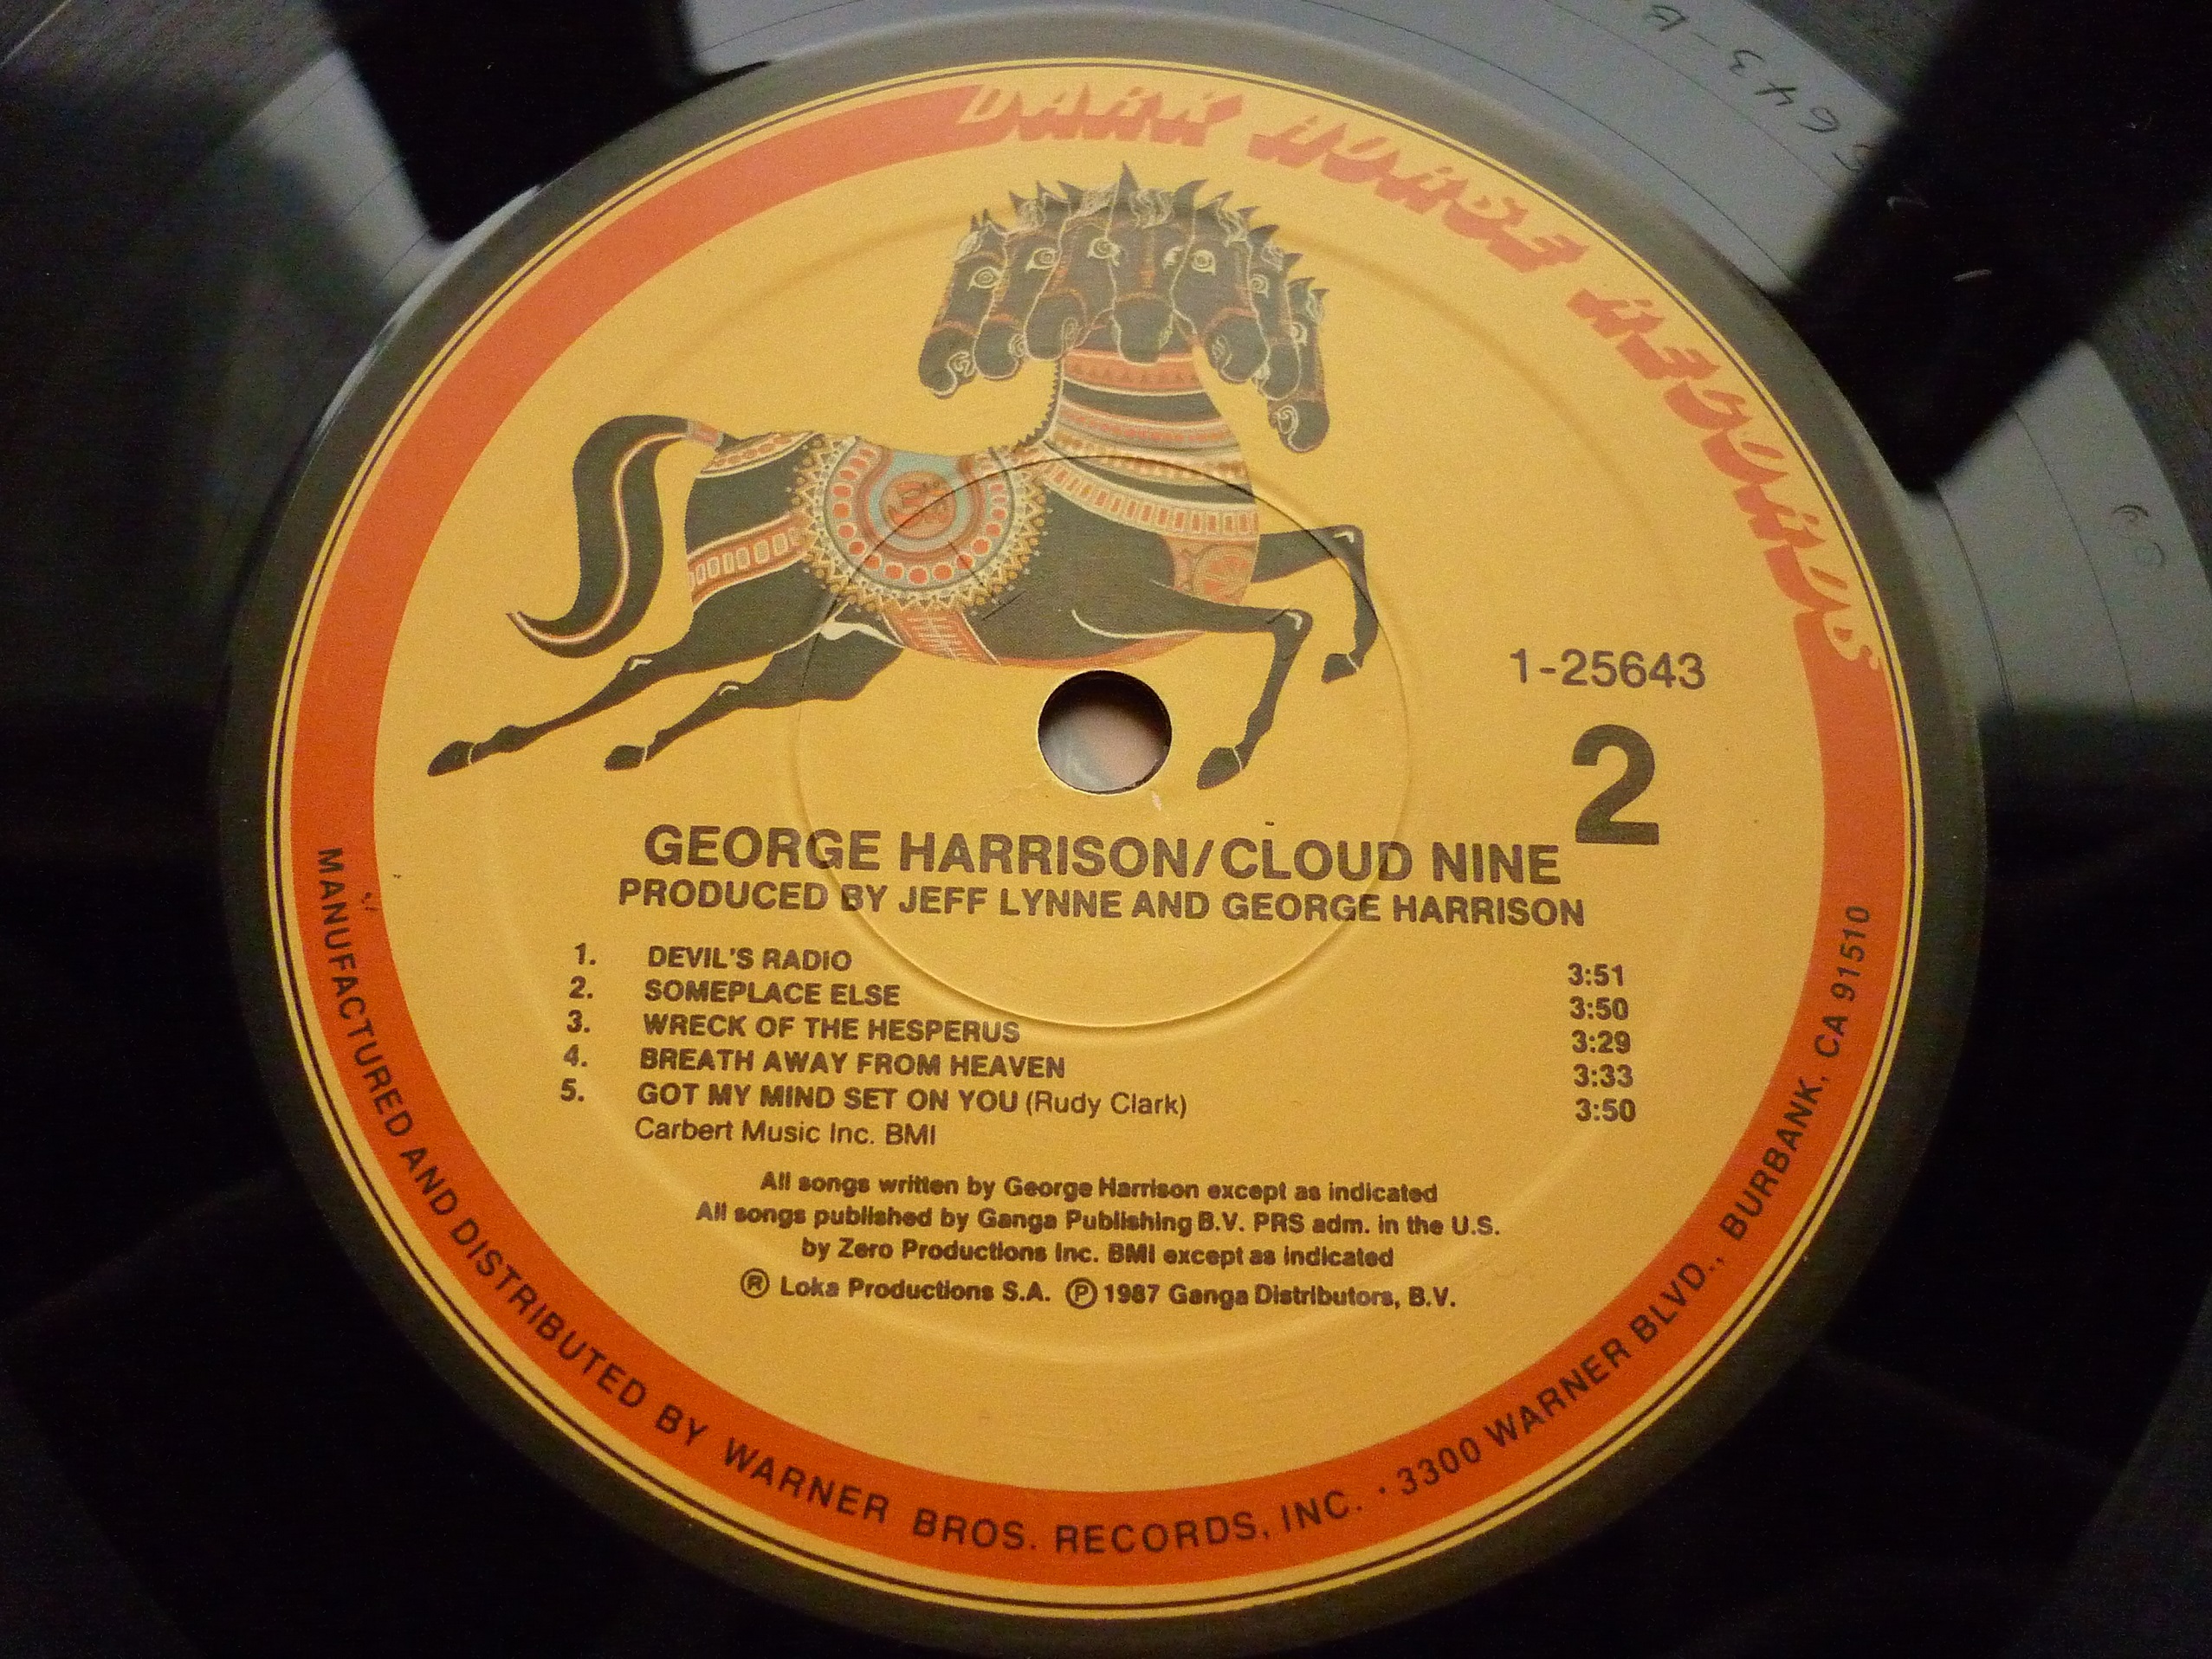 DARK HORSE RECORDS
1-25643
2
GEORGE HARRISON/CLOUD NINE
PRODUCED BY JEFF LYNNE AND GEORGE HARRISON
1. DEVIL'S RADIO 3:51
2. SOMEPLACE ELSE 3:50
3. WRECK OF THE HESPERUS 3:29
4. BREATH AWAY FROM HEAVEN 3:33
5. GOT MY MIND SET ON YOU (Rudy Clark) 3:50
Carbert Music Inc. BMI
All songs written by George Harrison except as indicated
All songs published by Ganga Publishing B.V. PRS adm. in the U.S.
by Zero Productions Inc. BMI except as indicated
® Loka Productions S.A. ℗ 1987 Ganga Distributors, B.V.
MANUFACTURED AND DISTRIBUTED BY WARNER BROS. RECORDS, INC. · 3300 WARNER BLVD., BURBANK, CA 91510